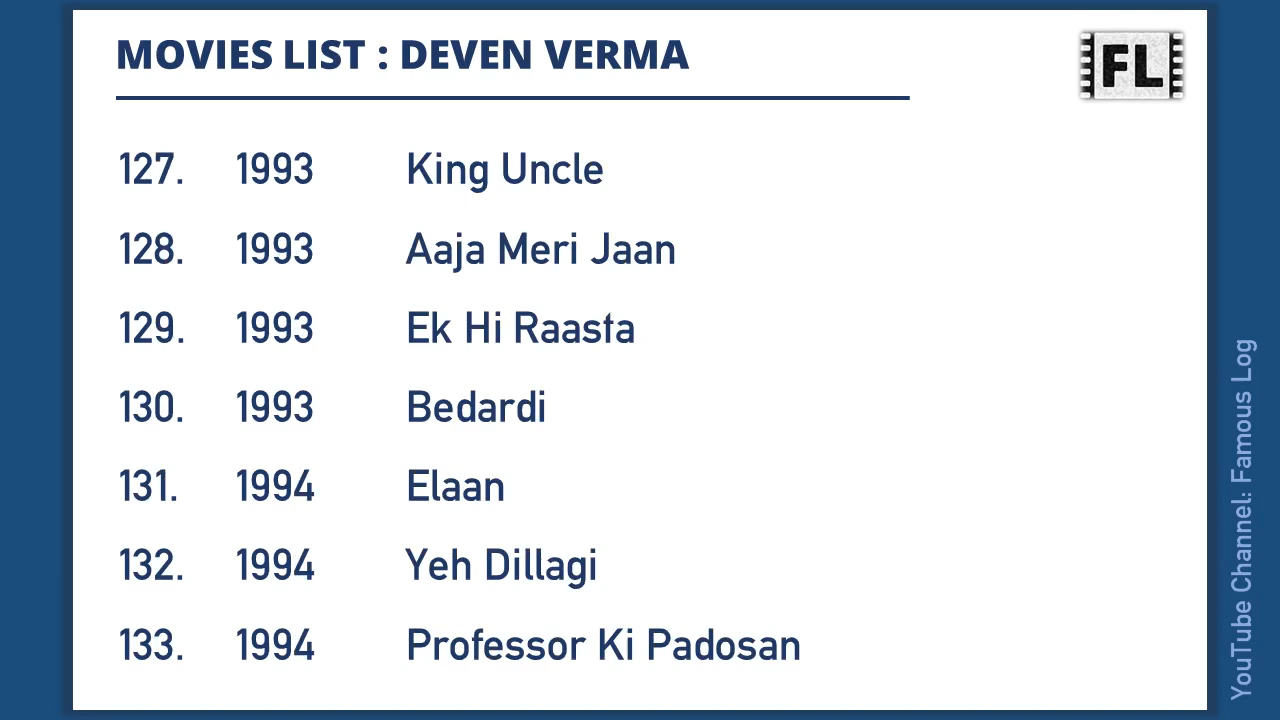 MOVIES LIST : DEVEN VERMA
FL
127. 1993 King Uncle
128. 1993 Aaja Meri Jaan
129. 1993 Ek Hi Raasta
130. 1993 Bedardi
131. 1994 Elaan
132. 1994 Yeh Dillagi
133. 1994 Professor Ki Padosan
YouTube Channel: Famous Log